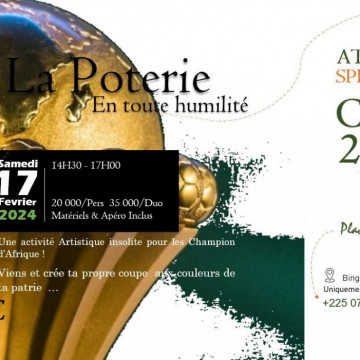 La Poterie
En toute humilité
Samedi
17
Fevrier
2024
14H30 - 17H00
20 000/Pers 35 000/Duo
Matériels & Apéro Inclus
Une activité Artistique insolite pour les Champion
d'Afrique !
Viens et crée ta propre coupe aux couleurs de
ta patrie ...
AT
SP
C
2
Pla
Bing
Uniqueme
+225 07